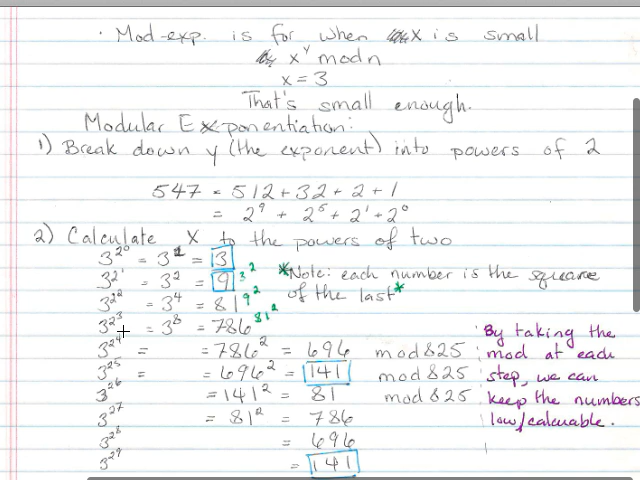 · Mod-exp. is for when x is small
x^y mod n
x = 3
That's small enough.
Modular Exponentiation:
1) Break down y (the exponent) into powers of 2
547 = 512 + 32 + 2 + 1
= 2^9 + 2^5 + 2^1 + 2^0
2) Calculate X to the powers of two
3^2^0 = 3^1 = 3
3^2^1 = 3^2 = 9 3^2
*Note: each number is the square
of the last*
3^2^2 = 3^4 = 81 9^2
3^2^3 = 3^8 = 786 81^2
3^2^4 = = 786^2 = 696 mod 825
3^2^5 = = 696^2 = 141 mod 825
3^2^6 = 141^2 = 81 mod 825
3^2^7 = 81^2 = 786
3^2^8 = 696
3^2^9 = 141
By taking the
mod at each
step, we can
keep the numbers
low/calculable.